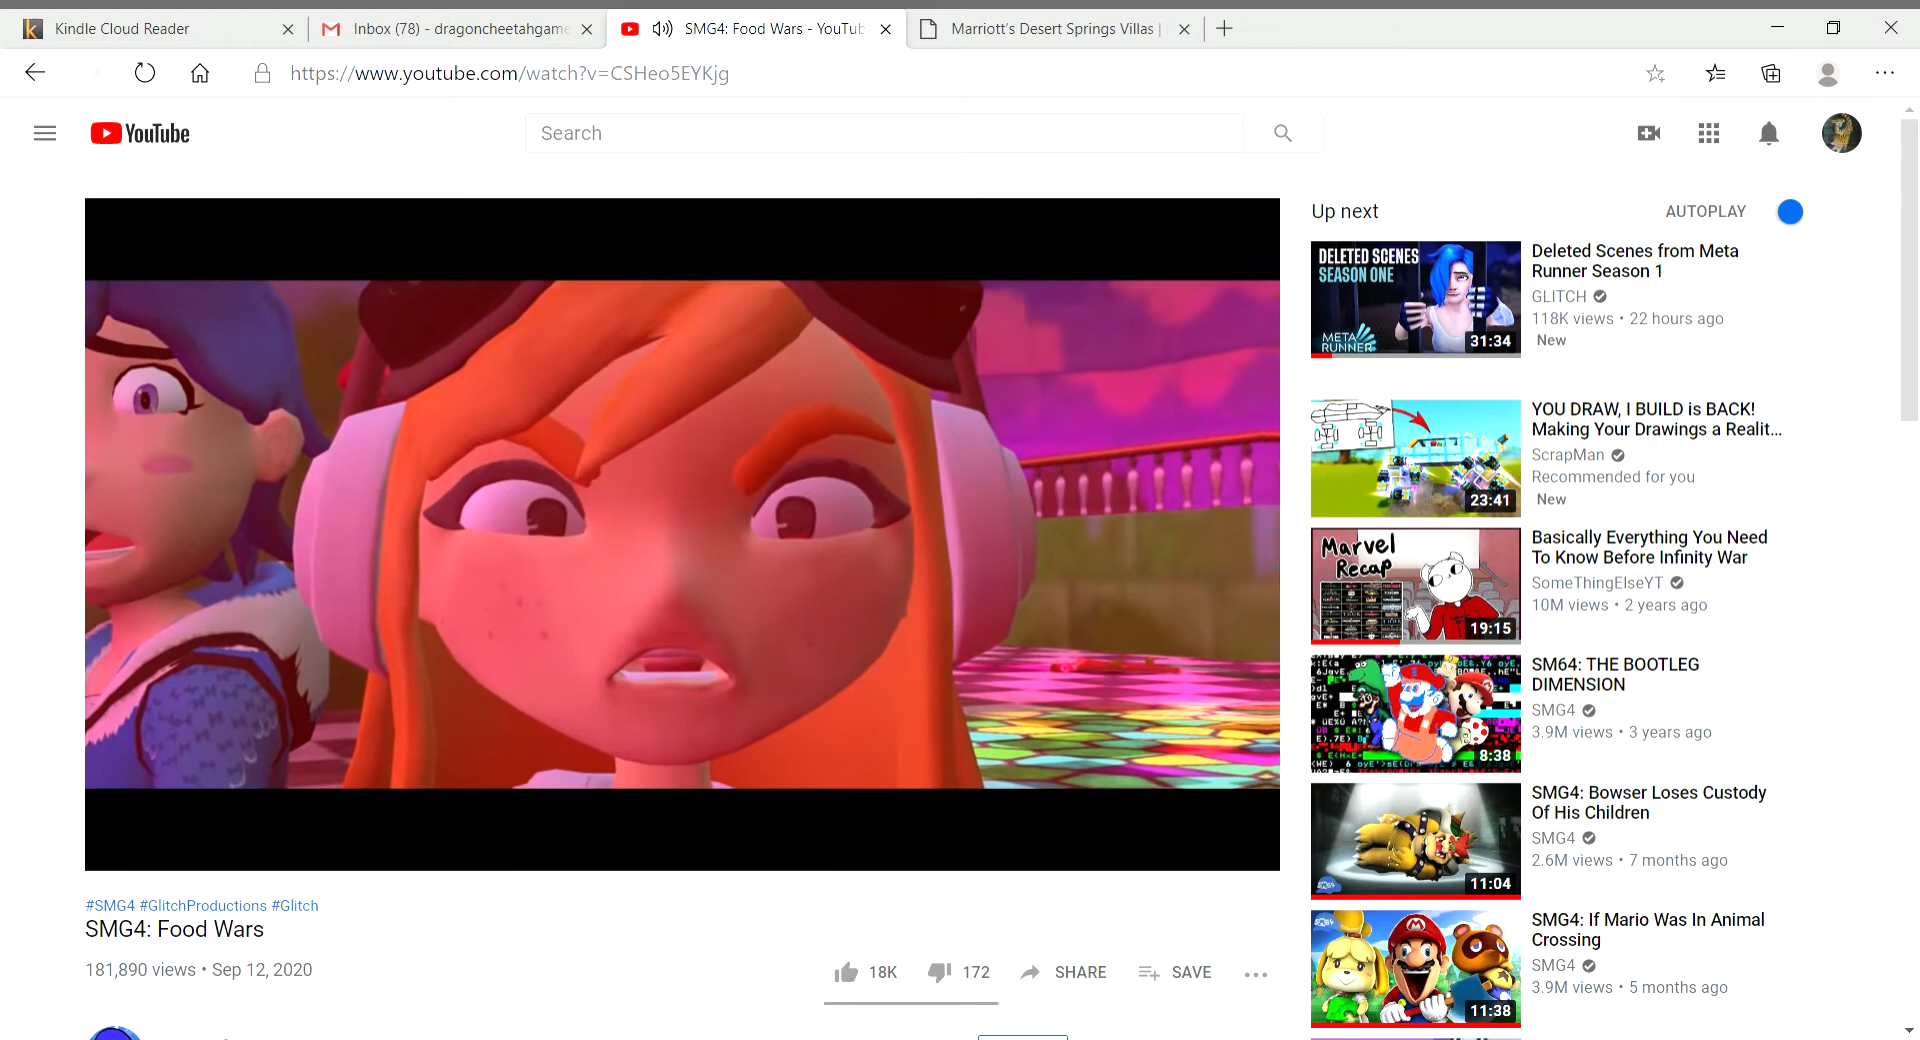 Kindle Cloud Reader
Inbox (78) - dragoncheetahgame
SMG4: Food Wars - YouTub
Marriott's Desert Springs Villas |
https://www.youtube.com/watch?v=CSHeo5EYKjg
YouTube
Search
Up next
AUTOPLAY
DELETED SCENES
SEASON ONE
META
RUNNER
31:34
Deleted Scenes from Meta
Runner Season 1
GLITCH
118K views • 22 hours ago
New
23:41
YOU DRAW, I BUILD is BACK!
Making Your Drawings a Realit...
ScrapMan
Recommended for you
New
Marvel
Recap
19:15
Basically Everything You Need
To Know Before Infinity War
SomeThingElseYT
10M views • 2 years ago
8:38
SM64: THE BOOTLEG
DIMENSION
SMG4
3.9M views • 3 years ago
11:04
SMG4: Bowser Loses Custody
Of His Children
SMG4
2.6M views • 7 months ago
11:38
SMG4: If Mario Was In Animal
Crossing
SMG4
3.9M views • 5 months ago
#SMG4 #GlitchProductions #Glitch
SMG4: Food Wars
181,890 views • Sep 12, 2020
18K
172
SHARE
SAVE